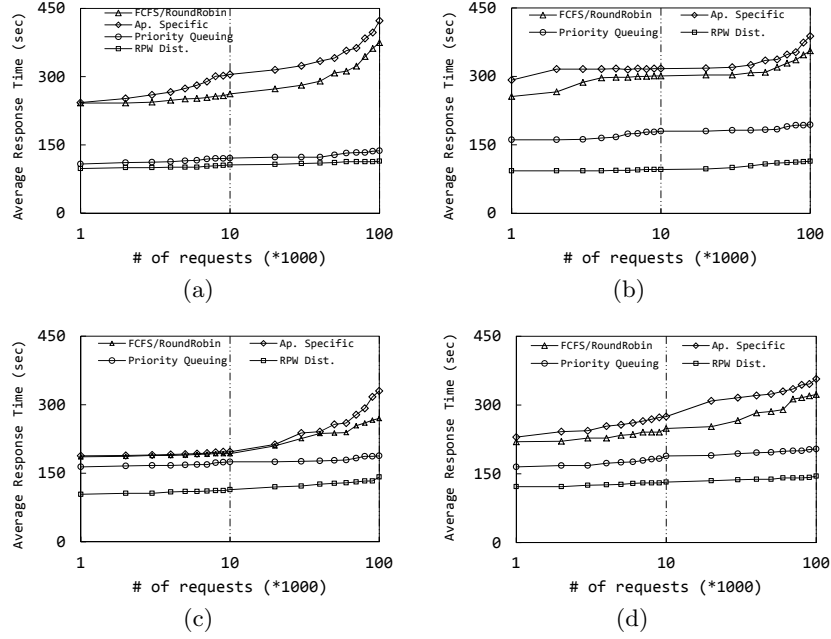 450
300
150
0
Average Response Time (sec)
FCFS/RoundRobin
Ap. Specific
Priority Queuing
RPW Dist.
1 10 100
# of requests (*1000)
(a)
450
300
150
0
Average Response Time (sec)
FCFS/RoundRobin Ap. Specific
Priority Queuing RPW Dist.
1 10 100
# of requests (*1000)
(b)
450
300
150
0
Average Response Time (sec)
FCFS/RoundRobin Ap. Specific
Priority Queuing RPW Dist.
1 10 100
# of requests (*1000)
(c)
450
300
150
0
Average Response Time (sec)
FCFS/RoundRobin Ap. Specific
Priority Queuing RPW Dist.
1 10 100
# of requests (*1000)
(d)